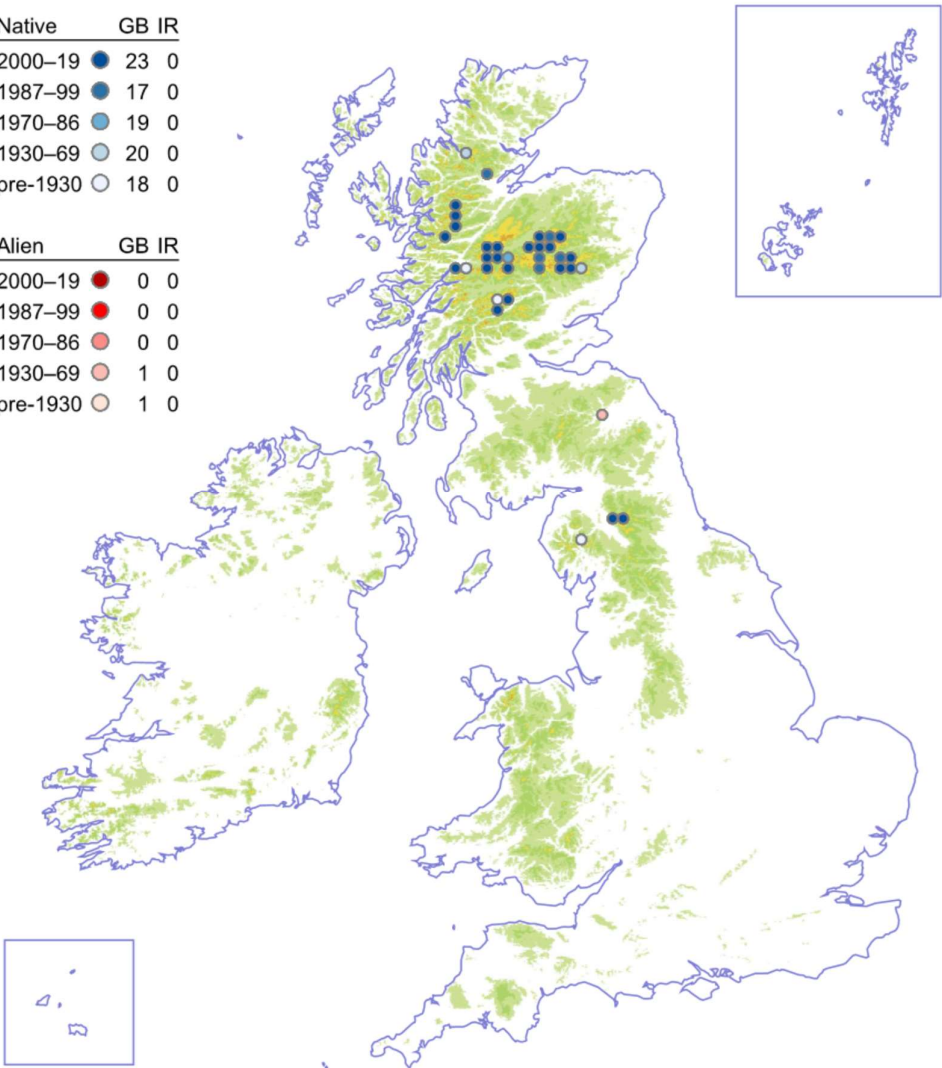 Native GB IR
2000–19 23 0
1987–99 17 0
1970–86 19 0
1930–69 20 0
pre-1930 18 0
Alien GB IR
2000–19 0 0
1987–99 0 0
1970–86 0 0
1930–69 1 0
pre-1930 1 0